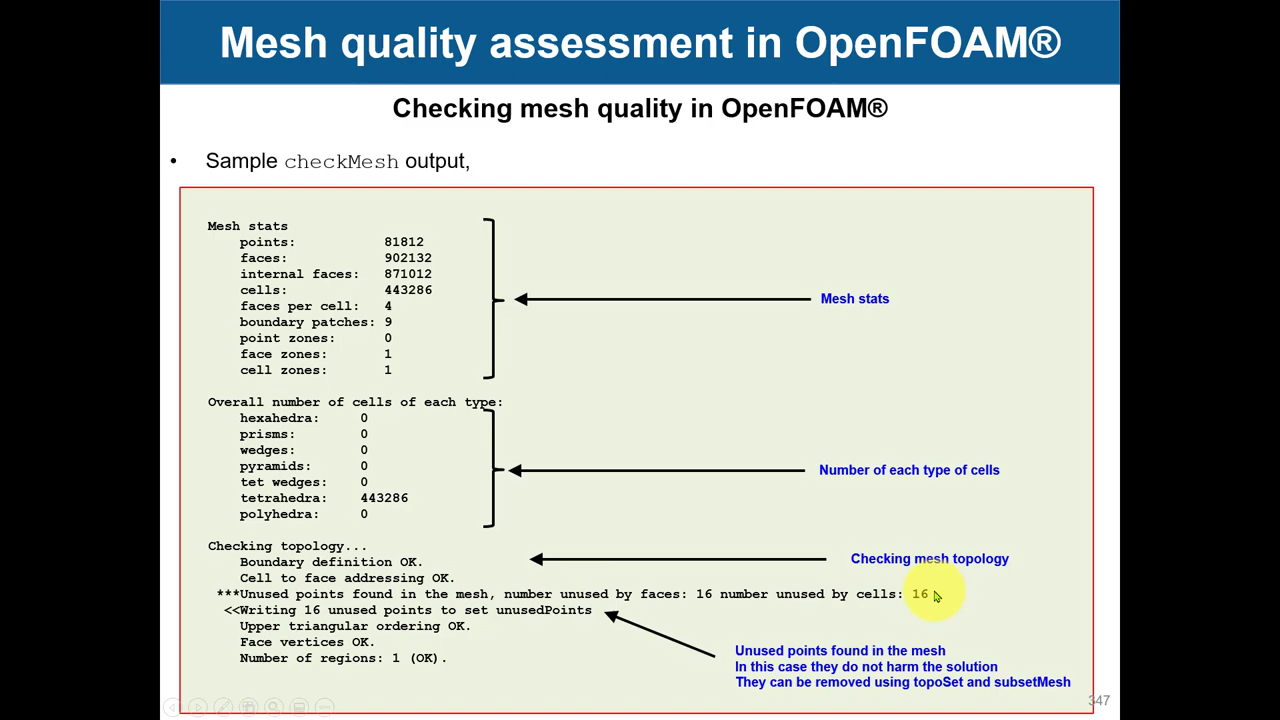 Mesh quality assessment in OpenFOAM®
Checking mesh quality in OpenFOAM®
• Sample checkMesh output,
Mesh stats
points: 81812
faces: 902132
internal faces: 871012
cells: 443286
faces per cell: 4
boundary patches: 9
point zones: 0
face zones: 1
cell zones: 1
Mesh stats
Overall number of cells of each type:
hexahedra: 0
prisms: 0
wedges: 0
pyramids: 0
tet wedges: 0
tetrahedra: 443286
polyhedra: 0
Number of each type of cells
Checking topology...
Boundary definition OK.
Cell to face addressing OK.
***Unused points found in the mesh, number unused by faces: 16 number unused by cells: 16
<<Writing 16 unused points to set unusedPoints
Upper triangular ordering OK.
Face vertices OK.
Number of regions: 1 (OK).
Checking mesh topology
Unused points found in the mesh
In this case they do not harm the solution
They can be removed using topoSet and subsetMesh
347